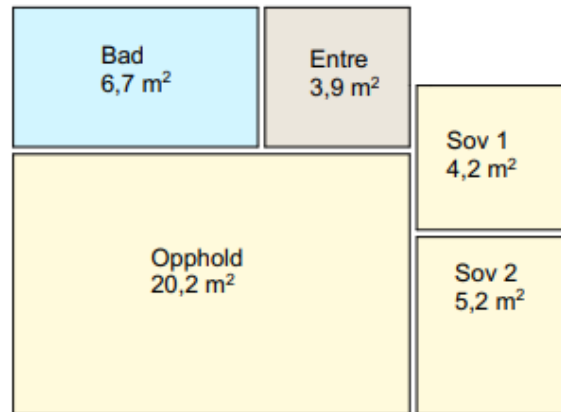 Bad
6,7 m²
Entre
3,9 m²
Sov 1
4,2 m²
Opphold
20,2 m²
Sov 2
5,2 m²